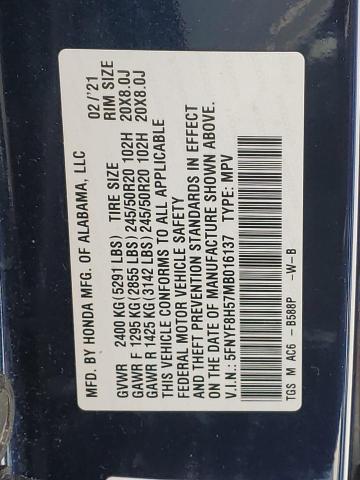 MFD. BY HONDA MFG. OF ALABAMA, LLC 02/'21
GVWR 2400 KG(5291 LBS) TIRE SIZE RIM SIZE
GAWR F 1295 KG(2855 LBS) 245/50R20 102H 20X8.0J
GAWR R 1425 KG(3142 LBS) 245/50R20 102H 20X8.0J
THIS VEHICLE CONFORMS TO ALL APPLICABLE
FEDERAL MOTOR VEHICLE SAFETY
AND THEFT PREVENTION STANDARDS IN EFFECT
ON THE DATE OF MANUFACTURE SHOWN ABOVE.
V.I.N.: 5FNYF8H57MB016137 TYPE: MPV
TGS M AC6 - B588P -W-B